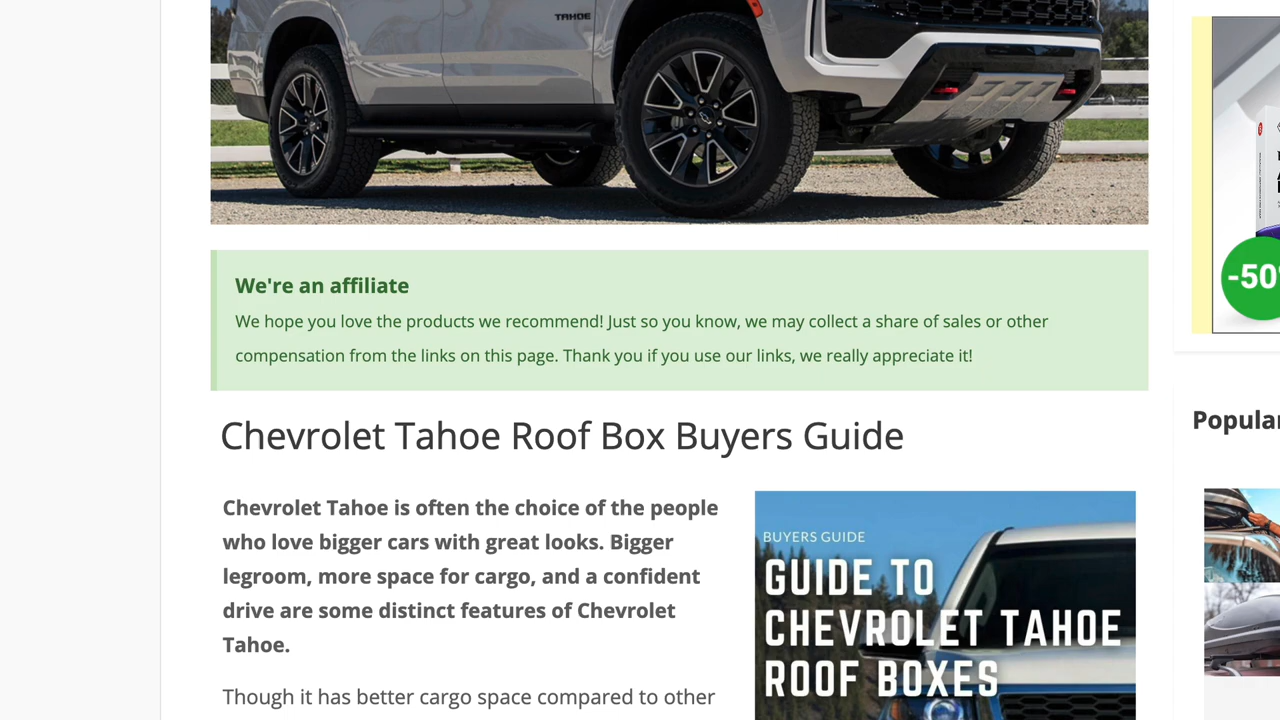 TAHOE
We're an affiliate
We hope you love the products we recommend! Just so you know, we may collect a share of sales or other
compensation from the links on this page. Thank you if you use our links, we really appreciate it!
Chevrolet Tahoe Roof Box Buyers Guide
Chevrolet Tahoe is often the choice of the people
who love bigger cars with great looks. Bigger
legroom, more space for cargo, and a confident
drive are some distinct features of Chevrolet
Tahoe.
Though it has better cargo space compared to other
BUYERS GUIDE
GUIDE TO
CHEVROLET TAHOE
ROOF BOXES
-50
Popular